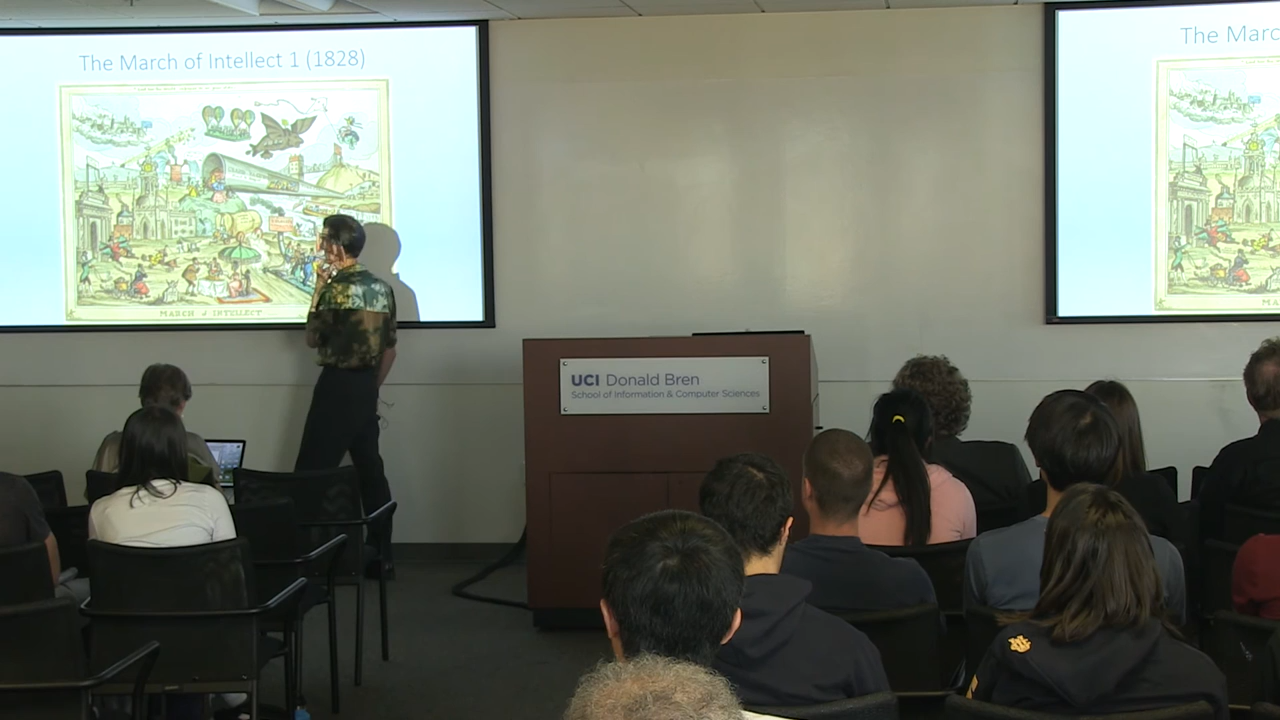 The March of Intellect 1 (1828)
MARCH of INTELLECT
UCI Donald Bren
School of Information & Computer Sciences
The Marc
MA